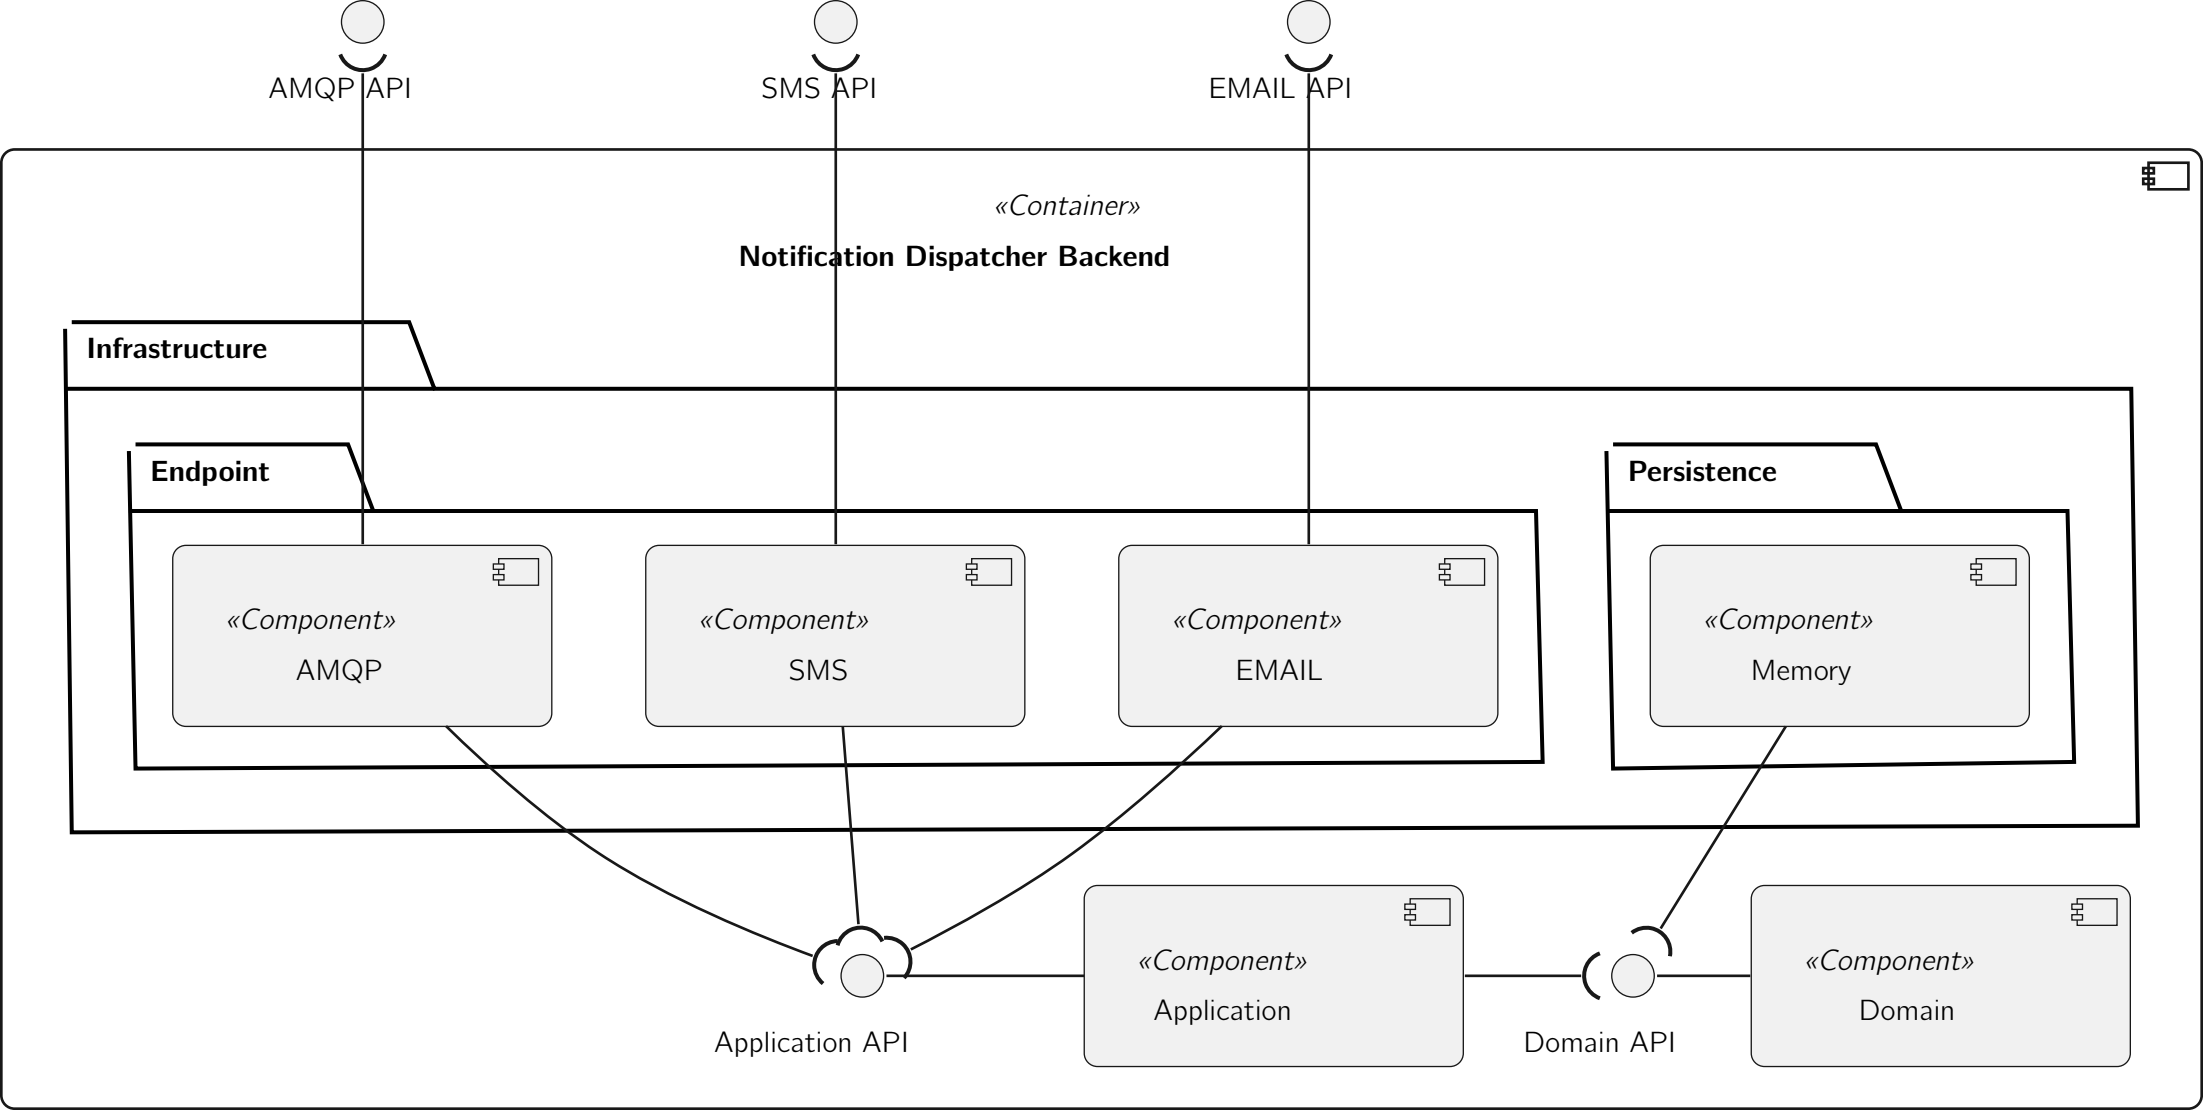 AMQP API
SMS API
EMAIL API
«Container»
Notification Dispatcher Backend
Infrastructure
Endpoint
Persistence
«Component»
AMQP
«Component»
SMS
«Component»
EMAIL
«Component»
Memory
Application API
«Component»
Application
Domain API
«Component»
Domain